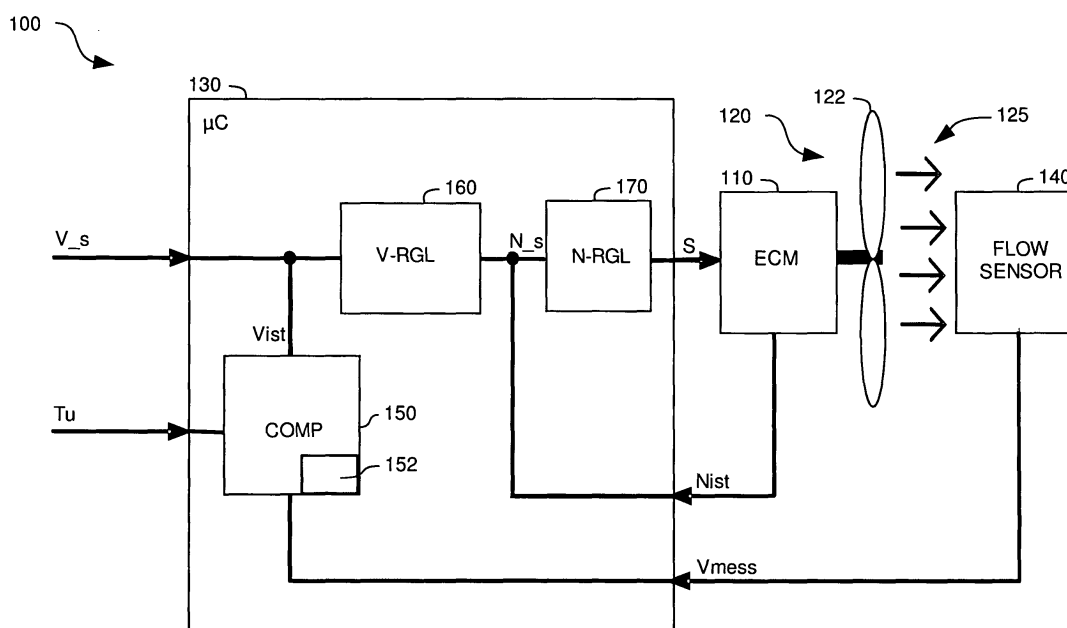 100
130
µC
120
122
125
110
140
160
170
V_s
V-RGL
N_s
N-RGL
S
ECM
FLOW
SENSOR
Vist
Tu
COMP
150
152
Nist
Vmess